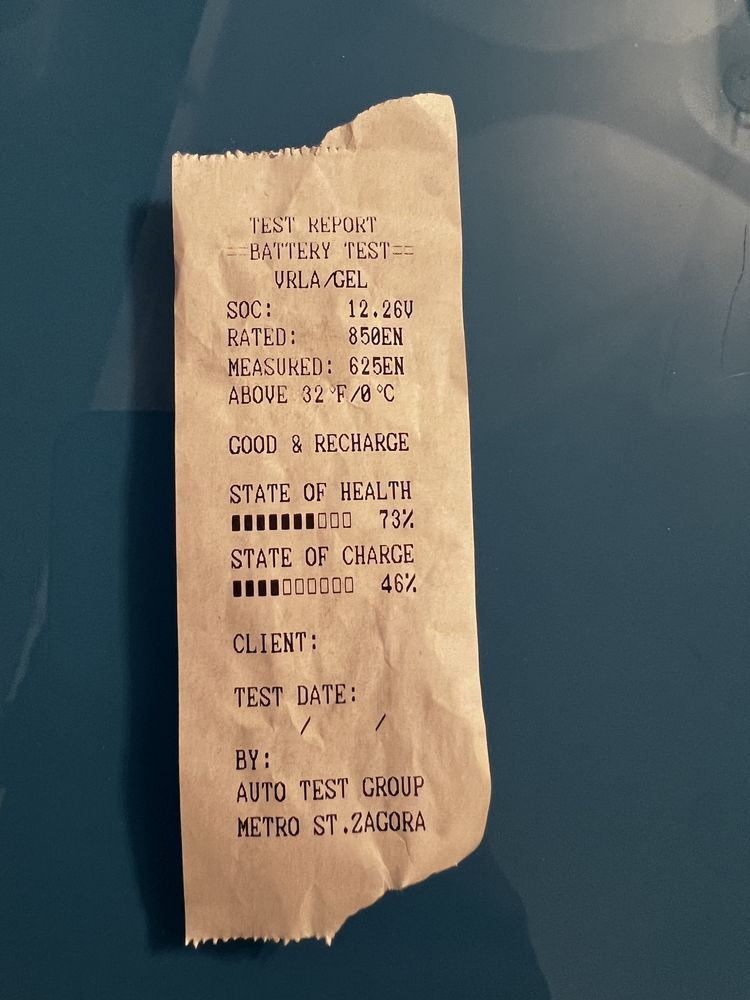 TEST REPORT
==BATTERY TEST==
VRLA/GEL
SOC: 12.26V
RATED: 850EN
MEASURED: 625EN
ABOVE 32°F/0°C
GOOD & RECHARGE
STATE OF HEALTH
73%
STATE OF CHARGE
46%
CLIENT:
TEST DATE:
/ /
BY:
AUTO TEST GROUP
METRO ST.ZAGORA